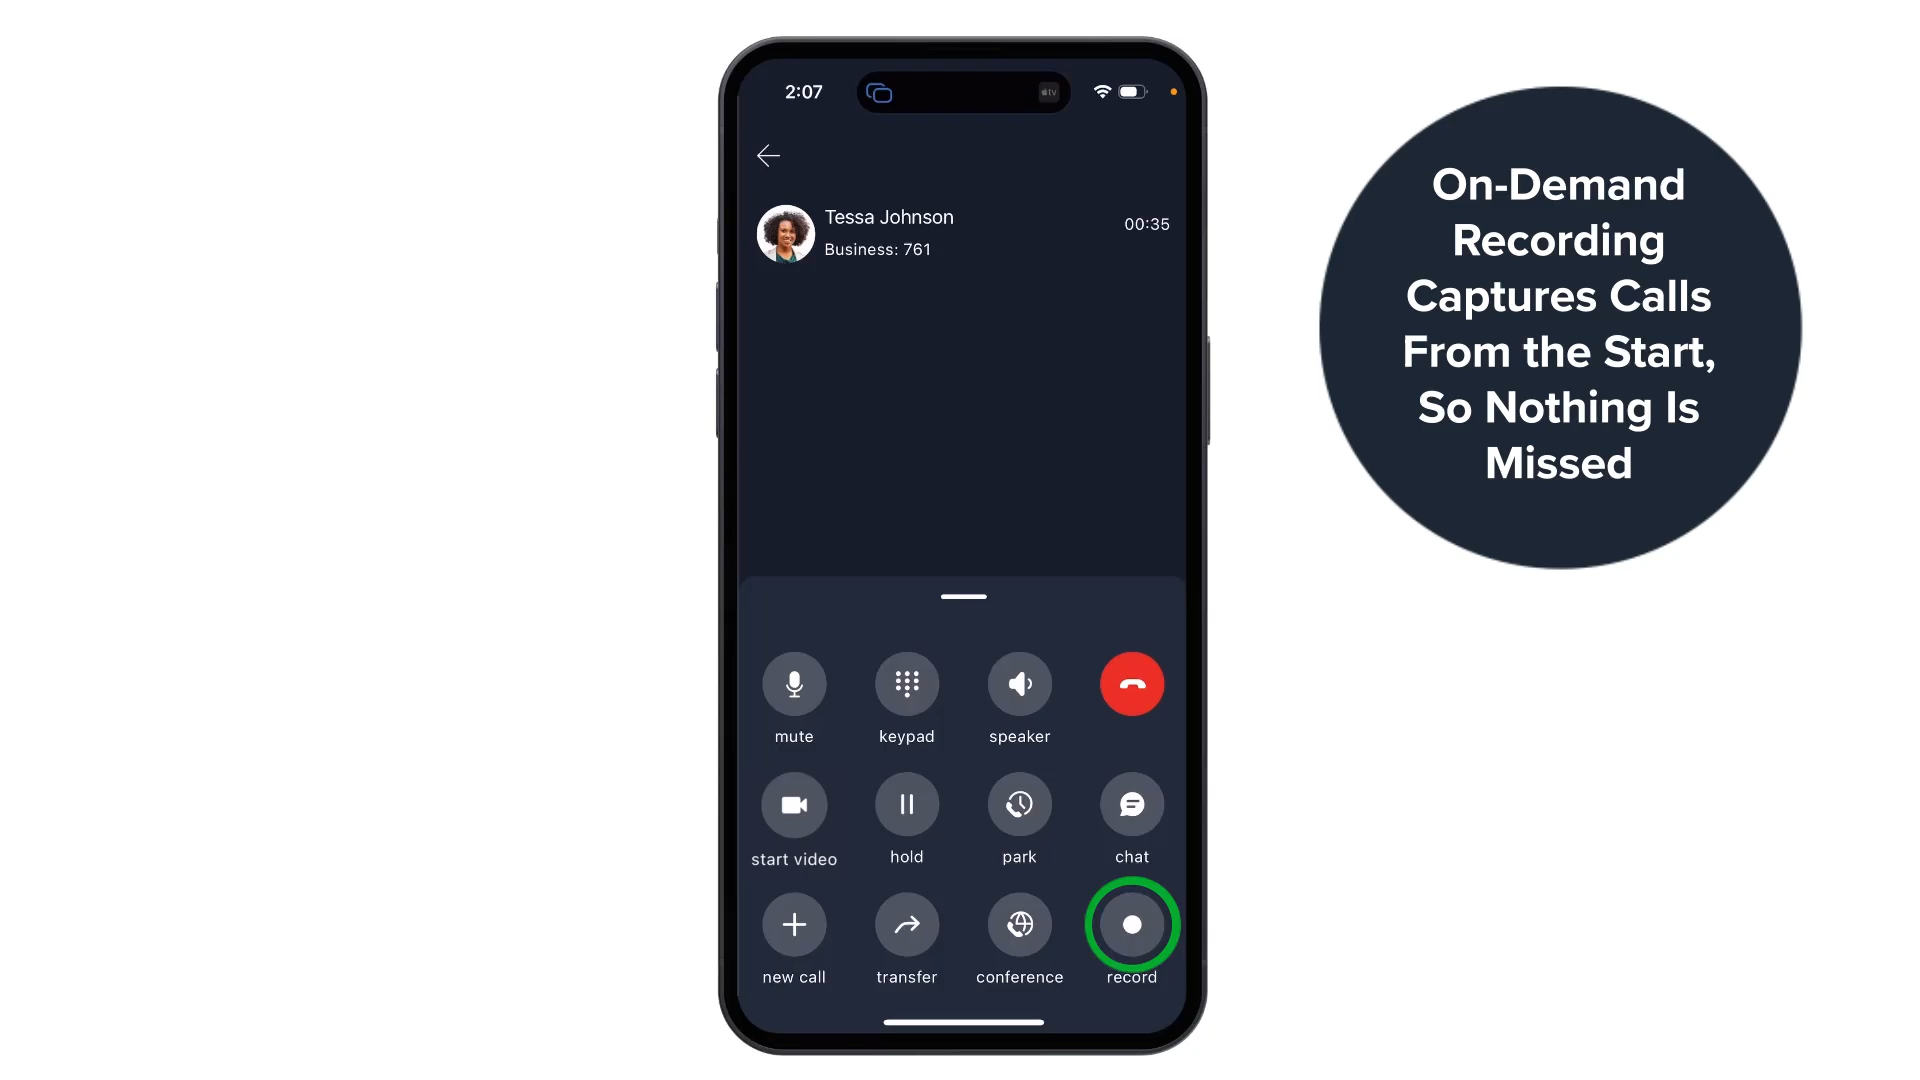 2:07
tv
Tessa Johnson
00:35
Business: 761
mute
keypad
speaker
start video
hold
park
chat
new call
transfer
conference
record
On-Demand
Recording
Captures Calls
From the Start,
So Nothing Is
Missed